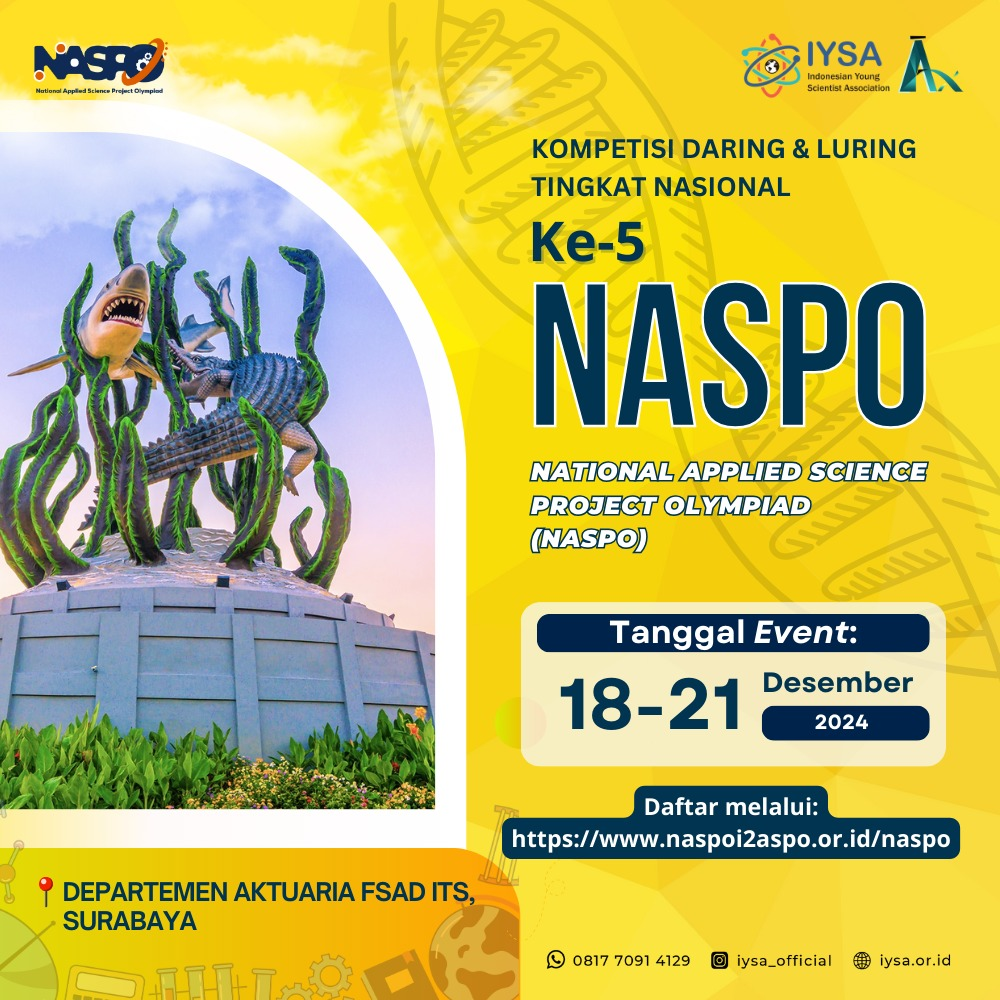 NASPO
National Applied Science Project Olympiad
IYSA
Indonesian Young
Scientist Association
KOMPETISI DARING & LURING
TINGKAT NASIONAL
Ke-5
NASPO
NATIONAL APPLIED SCIENCE
PROJECT OLYMPIAD
(NASPO)
Tanggal Event:
18-21 Desember
2024
Daftar melalui:
https://www.naspoi2aspo.or.id/naspo
DEPARTEMEN AKTUARIA FSAD ITS,
SURABAYA
0817 7091 4129 iysa_official iysa.or.id